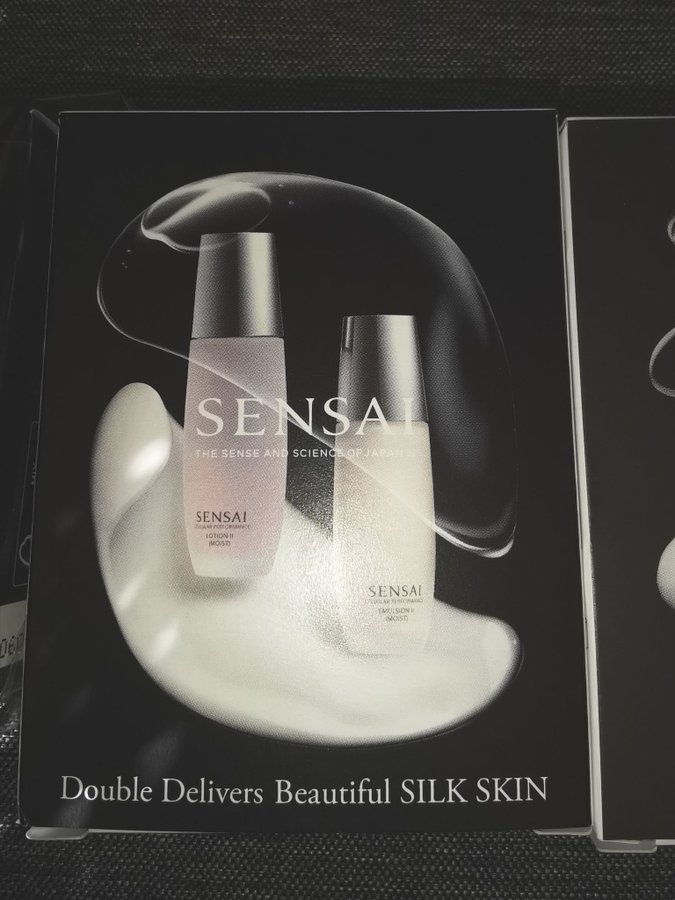 SENSAI
THE SENSE AND SCIENCE OF JAPAN
SENSAI
CELLULAR PERFORMANCE
LOTION II
(MOIST)
SENSAI
CELLULAR PERFORMANCE
EMULSION II
(MOIST)
Double Delivers Beautiful SILK SKIN